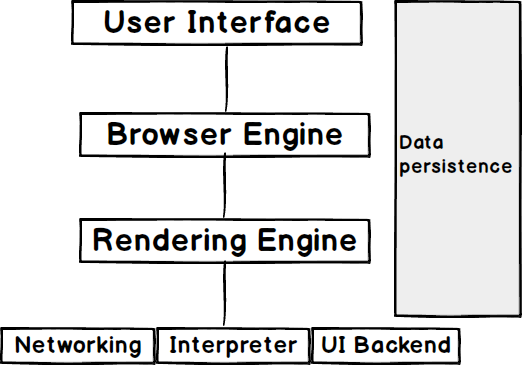 User Interface
Browser Engine
Data
persistence
Rendering Engine
Networking
Interpreter
UI Backend